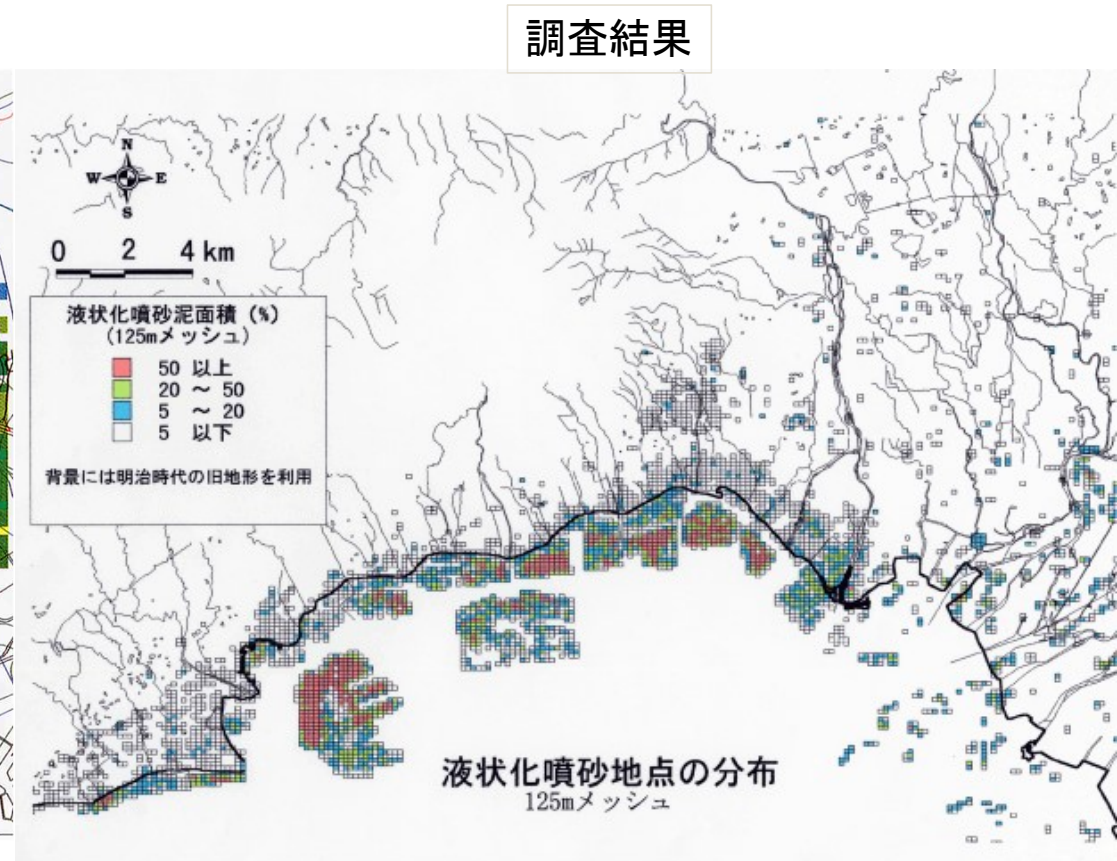 調査結果
N
W E
S
0 2 4 km
液状化噴砂泥面積 (%)
(125mメッシュ)
50 以上
20 ～ 50
5 ～ 20
5 以下
背景には明治時代の旧地形を利用
液状化噴砂地点の分布
125mメッシュ